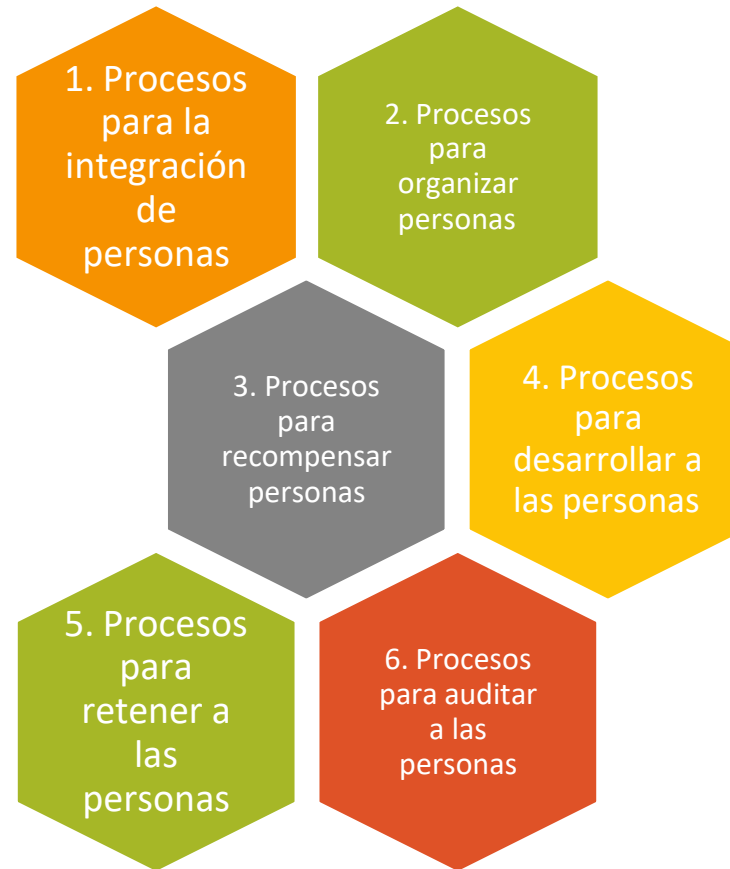 1. Procesos
para la
integración
de
personas
2. Procesos
para
organizar
personas
3. Procesos
para
recompensar
personas
4. Procesos
para
desarrollar a
las personas
5. Procesos
para
retener a
las
personas
6. Procesos
para auditar
a las
personas